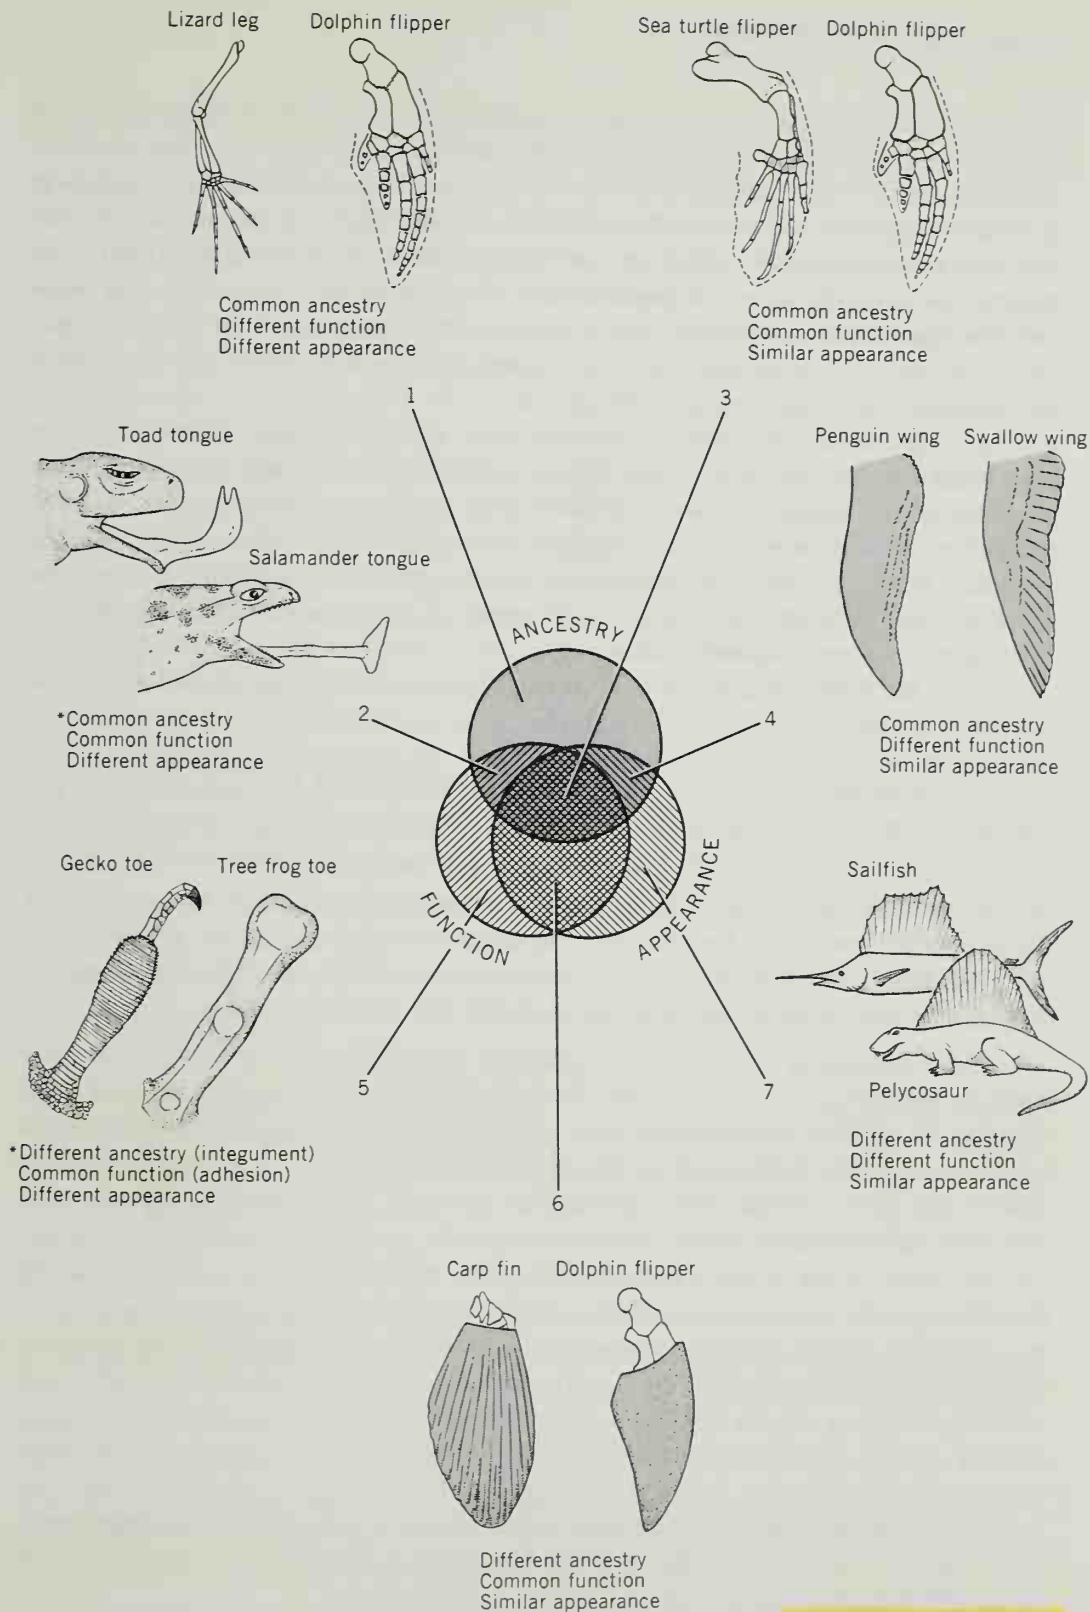 Lizard leg
Dolphin flipper
Common ancestry
Different function
Different appearance
Sea turtle flipper
Dolphin flipper
Common ancestry
Common function
Similar appearance
1
3
Toad tongue
Salamander tongue
*Common ancestry
Common function
Different appearance
Penguin wing
Swallow wing
Common ancestry
Different function
Similar appearance
2
4
ANCESTRY
FUNCTION
APPEARANCE
Gecko toe
Tree frog toe
*Different ancestry (integument)
Common function (adhesion)
Different appearance
Sailfish
Pelycosaur
Different ancestry
Different function
Similar appearance
5
7
6
Carp fin
Dolphin flipper
Different ancestry
Common function
Similar appearance